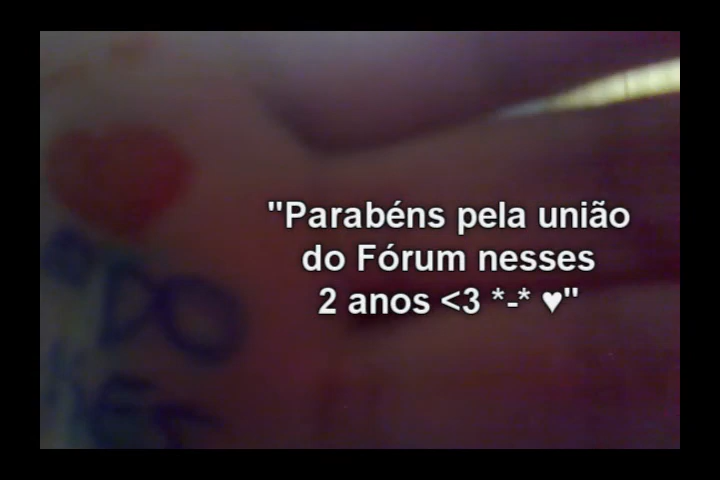 "Parabéns pela união
do Fórum nesses
2 anos <3 *-* ♥"